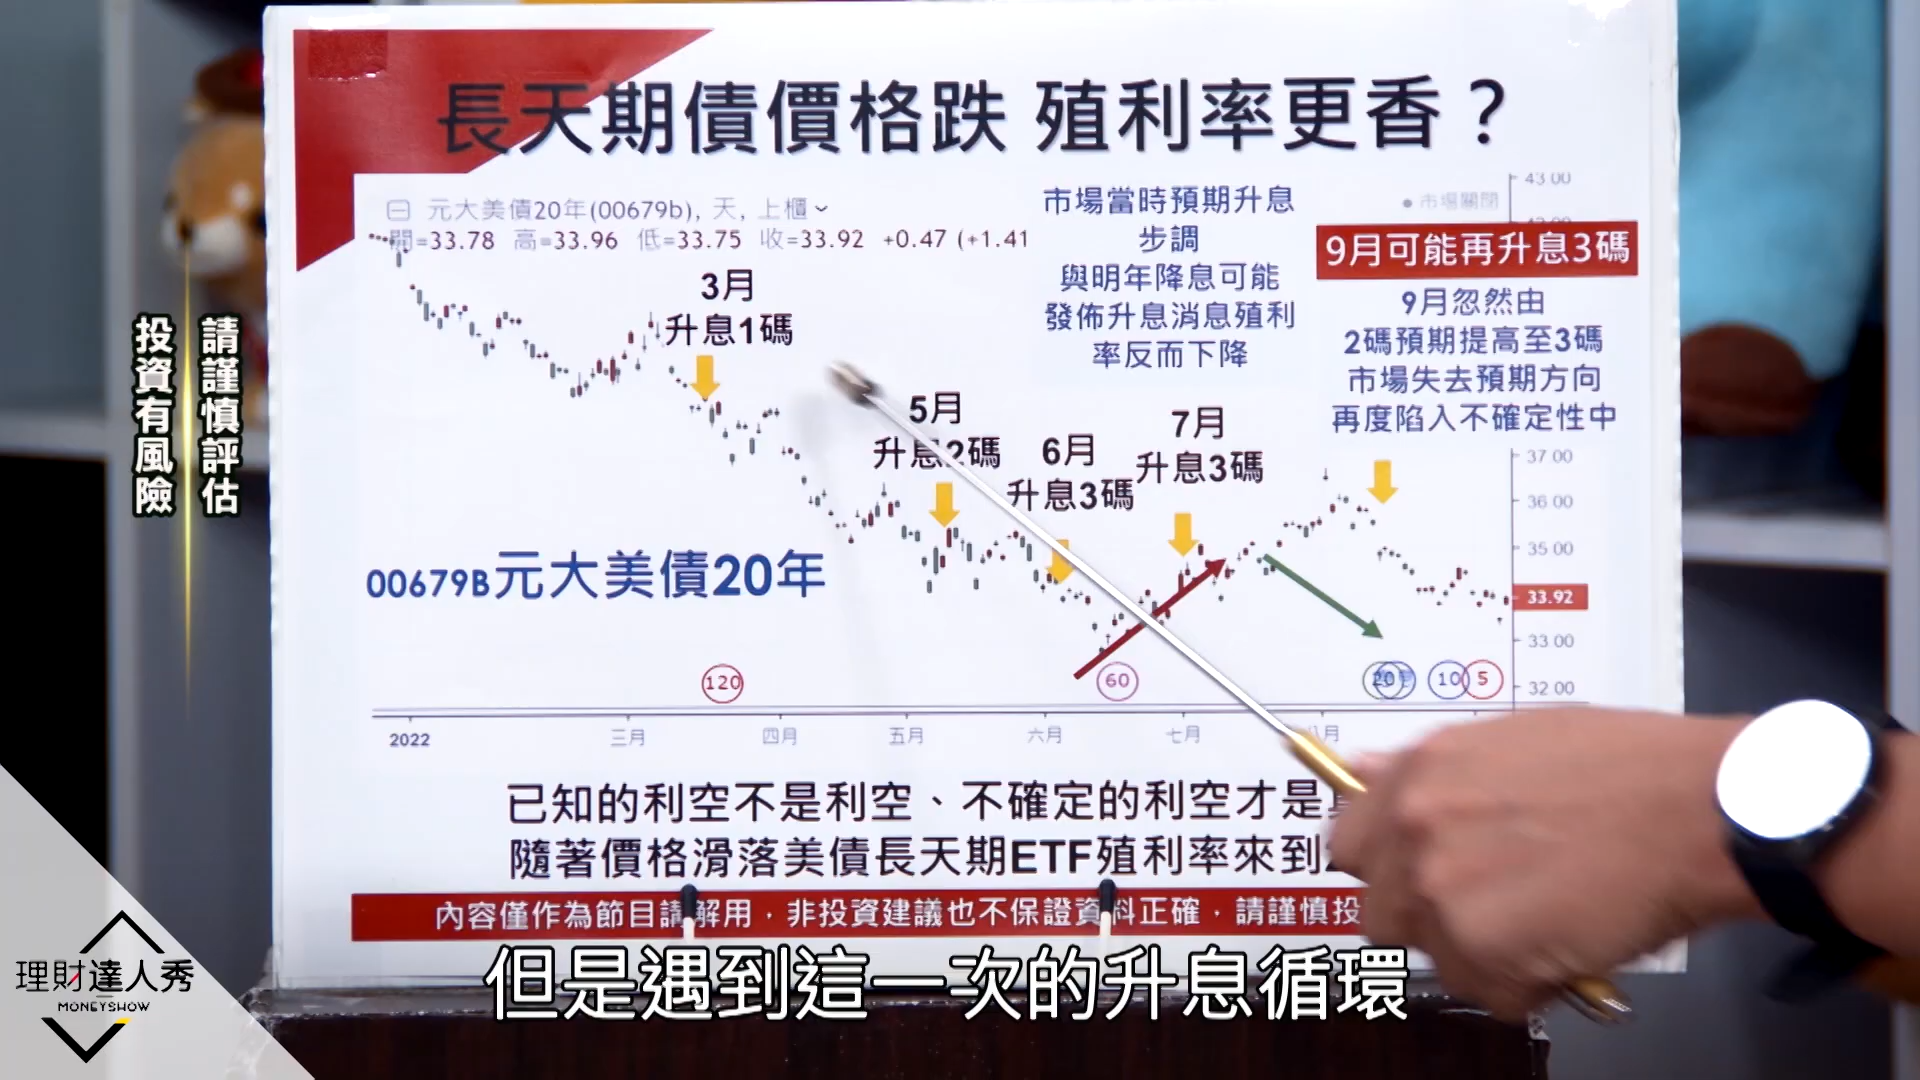 長天期債價格跌 殖利率更香？
元大美債20年(00679b), 天, 上櫃
開=33.78 高=33.96 低=33.75 收=33.92 +0.47 (+1.41
市場當時預期升息
步調
與明年降息可能
發佈升息消息殖利
率反而下降
市場關閉
43.00
9月可能再升息3碼
9月忽然由
2碼預期提高至3碼
市場失去預期方向
再度陷入不確定性中
3月
升息1碼
5月
升息2碼
6月
升息3碼
7月
升息3碼
37.00
36.00
35.00
33.92
33.00
32.00
00679B元大美債20年
120
60
20
10
5
2022
三月
四月
五月
六月
七月
八月
已知的利空不是利空、不確定的利空才是
隨著價格滑落美債長天期ETF殖利率來到
內容僅作為節目講解用，非投資建議也不保證資料正確，請謹慎投
投資有風險
請謹慎評估
理財達人秀
MONEYSHOW
但是遇到這一次的升息循環